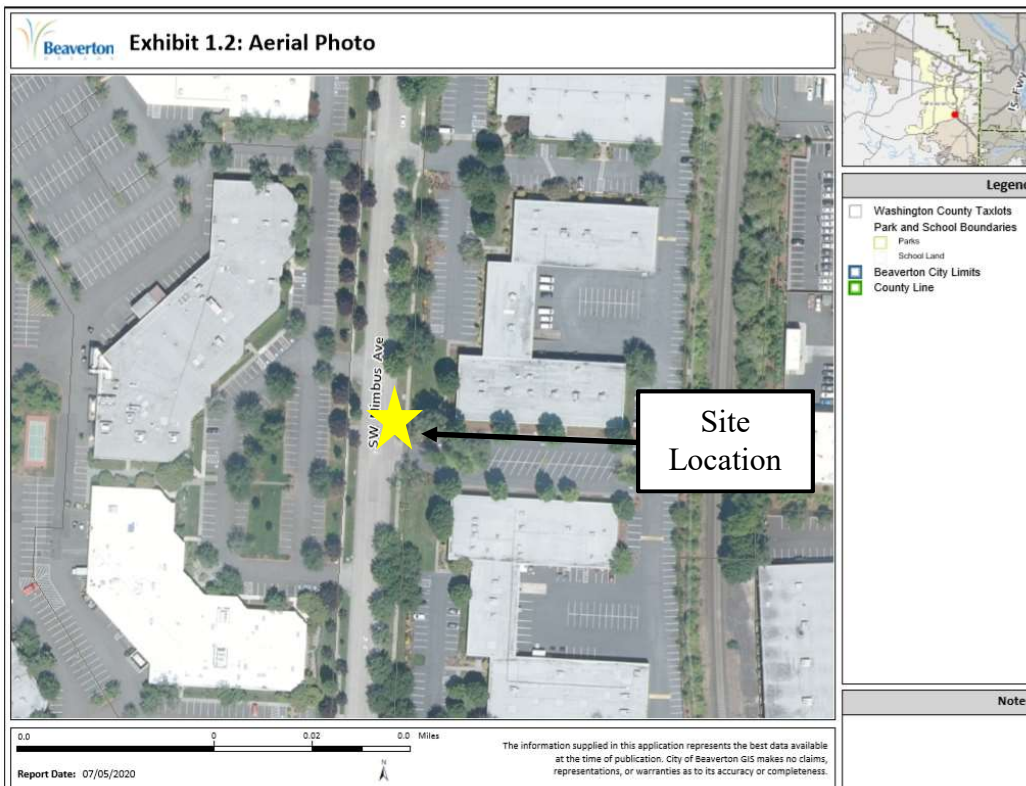 Beaverton
OREGON
Exhibit 1.2: Aerial Photo
SW Nimbus Ave
Site
Location
Legend
Washington County Taxlots
Park and School Boundaries
Parks
School Land
Beaverton City Limits
County Line
Note
0.0 0 0.02 0.0 Miles
Report Date: 07/05/2020
N
The information supplied in this application represents the best data available
at the time of publication. City of Beaverton GIS makes no claims,
representations, or warranties as to its accuracy or completeness.